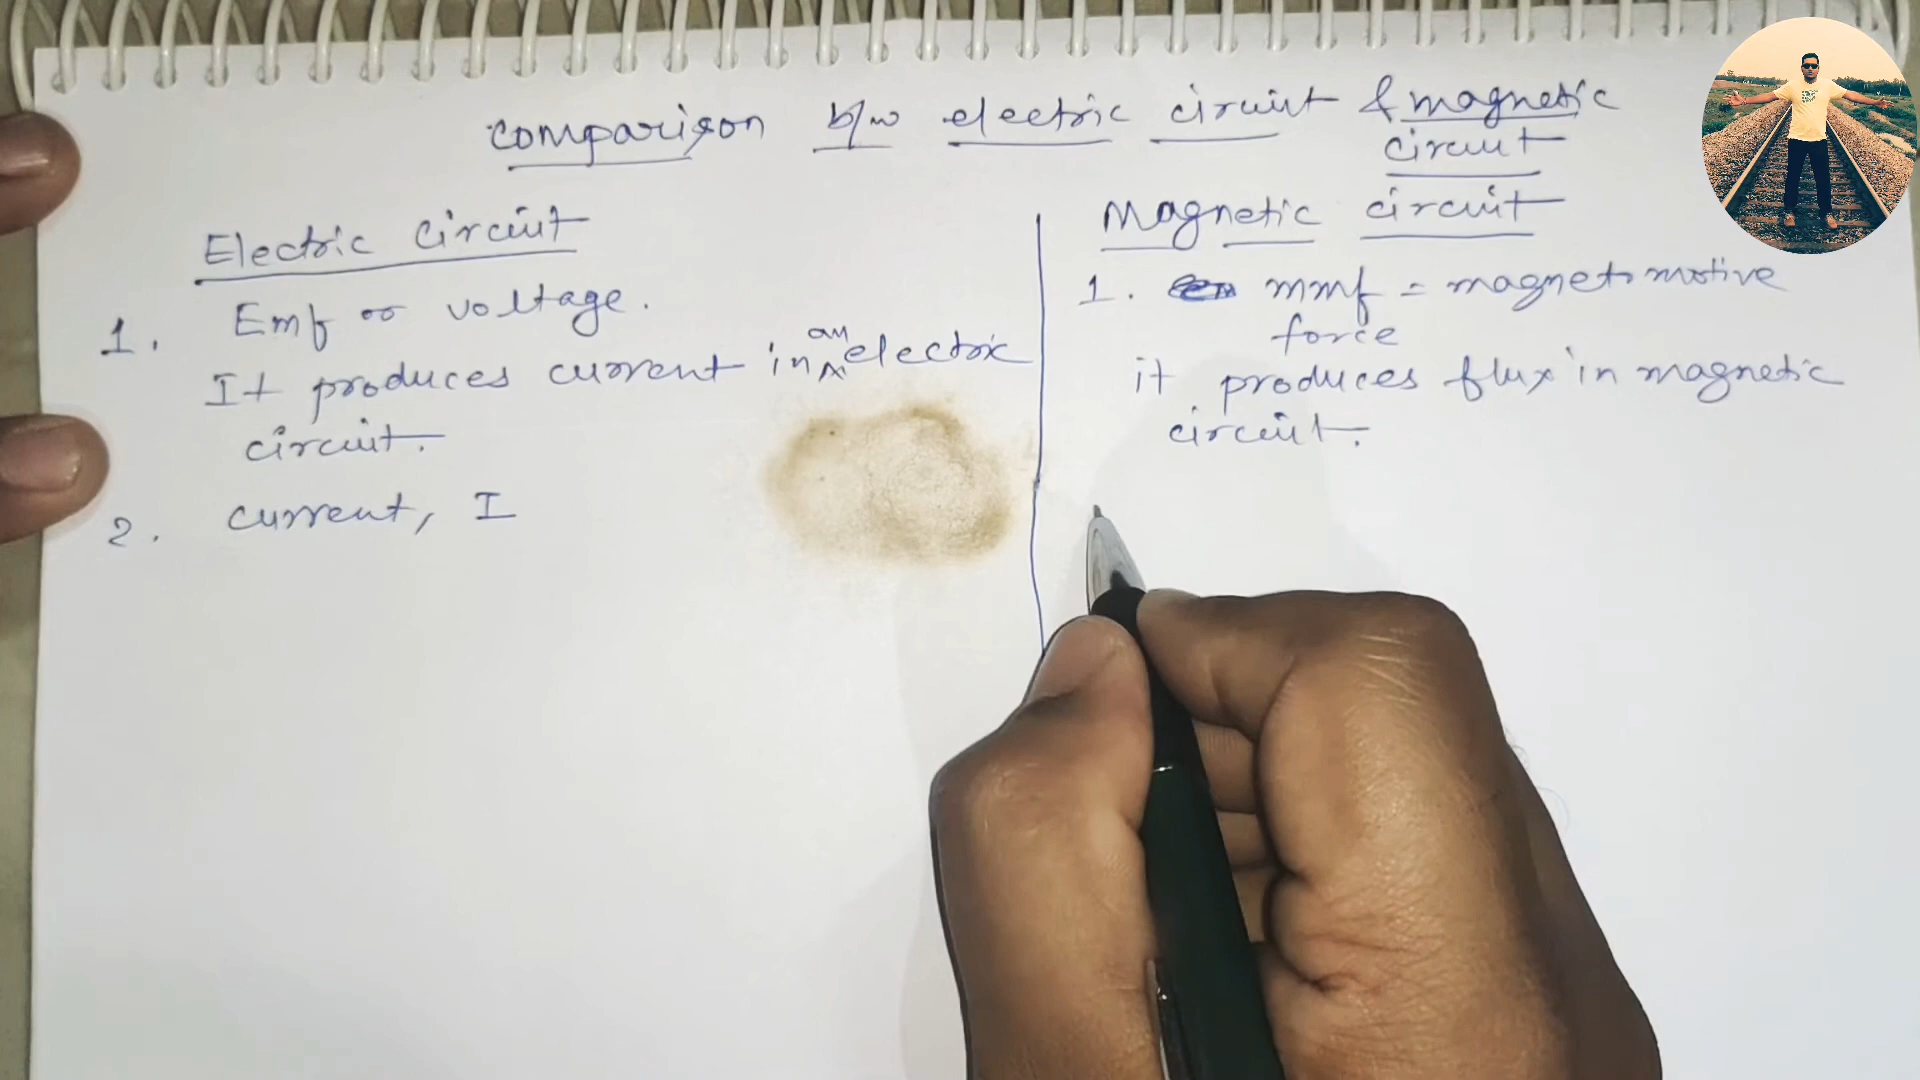 comparison b/w electric circuit & magnetic
circuit
Electric circuit
1. Emf or voltage.
It produces current in an electric
circuit.
2. current, I
Magnetic circuit
1. mmf = magneto motive
force
it produces flux in magnetic
circuit.